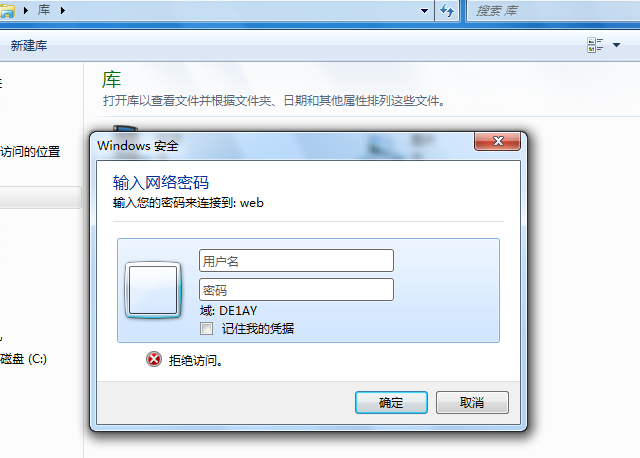 库
搜索 库
新建库
库
打开库以查看文件并根据文件夹、日期和其他属性排列这些文件。
访问的位置
Windows 安全
输入网络密码
输入您的密码来连接到: web
用户名
密码
域: DE1AY
记住我的凭据
磁盘 (C:)
拒绝访问。
确定
取消